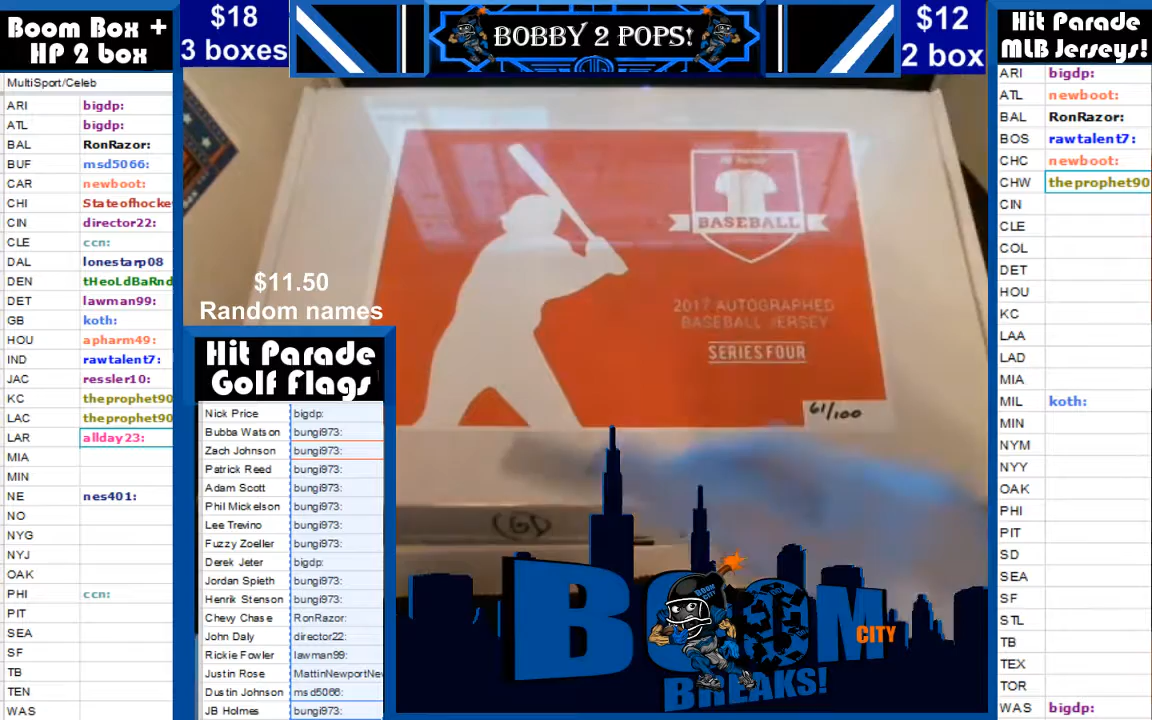 Boom Box +
HP 2 box
MultiSport/Celeb
ARI bigdp:
ATL bigdp:
BAL RonRazor:
BUF msd5066:
CAR newboot:
CHI Stateofhocke
CIN director22:
CLE ccn:
DAL lonestarp08
DEN tHeoLdBaRnd
DET lawman99:
GB koth:
HOU apharm49:
IND rawtalent7:
JAC ressler10:
KC theprophet90
LAC theprophet90
LAR allday23:
MIA
MIN
NE nes401:
NO
NYG
NYJ
OAK
PHI ccn:
PIT
SEA
SF
TB
TEN
WAS
$18
3 boxes
BOBBY 2 POPS!
$12
2 box
BASEBALL
2017 AUTOGRAPHED
BASEBALL JERSEY
SERIES FOUR
61/100
$11.50
Random names
Hit Parade
Golf Flags
Nick Price bigdp:
Bubba Watson bungi973:
Zach Johnson bungi973:
Patrick Reed bungi973:
Adam Scott bungi973:
Phil Mickelson bungi973:
Lee Trevino bungi973:
Fuzzy Zoeller bungi973:
Derek Jeter bigdp:
Jordan Spieth bungi973:
Henrik Stenson bungi973:
Chevy Chase RonRazor:
John Daly director22:
Rickie Fowler lawman99:
Justin Rose MattinNewportNew
Dustin Johnson msd5066:
JB Holmes bungi973:
BOOM
CITY
BREAKS!
Hit Parade
MLB Jerseys!
ARI bigdp:
ATL newboot:
BAL RonRazor:
BOS rawtalent7:
CHC newboot:
CHW theprophet90
CIN
CLE
COL
DET
HOU
KC
LAA
LAD
MIA
MIL koth:
MIN
NYM
NYY
OAK
PHI
PIT
SD
SEA
SF
STL
TB
TEX
TOR
WAS bigdp: